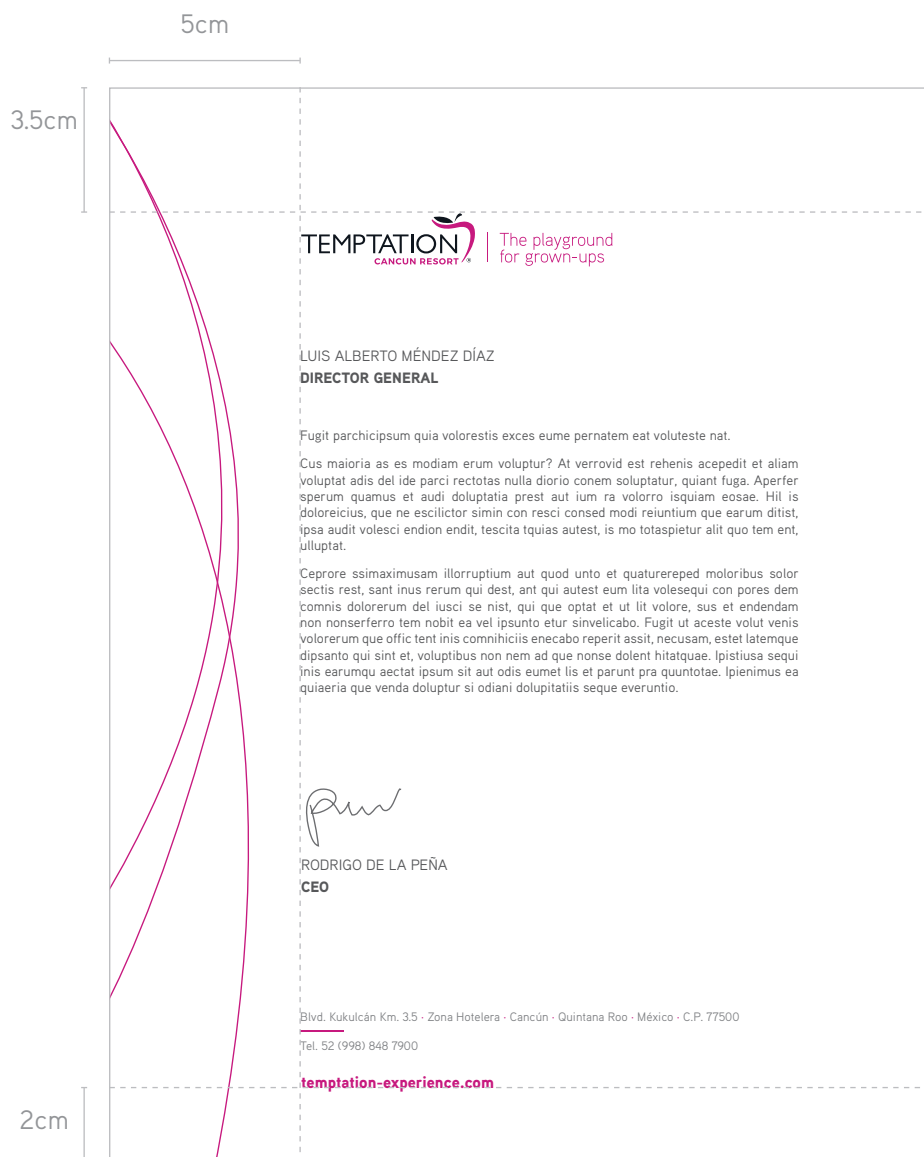 5cm
3.5cm
TEMPTATION
CANCUN RESORT ®
The playground
for grown-ups
LUIS ALBERTO MÉNDEZ DÍAZ
DIRECTOR GENERAL
Fugit parchicipsum quia volorestis exces eume pernatem eat voluteste nat.
Cus maioria as es modiam erum voluptur? At verrovid est rehenis acepedit et aliam
voluptat adis del ide parci rectotas nulla diorio conem soluptatur, quiant fuga. Aperfer
sperum quamus et audi doluptatia prest aut ium ra volorro isquiam eosae. Hil is
doloreicius, que ne escilictor simin con resci consed modi reiuntium que earum ditist,
ipsa audit volesci endion endit, tescita tquias autest, is mo totaspietur alit quo tem ent,
ulluptat.
Ceprore ssimaximusam illorruptium aut quod unto et quaturereped moloribus solor
sectis rest, sant inus rerum qui dest, ant qui autest eum lita volesequi con pores dem
comnis dolorerum del iusci se nist, qui que optat et ut lit volore, sus et endendam
non nonserferro tem nobit ea vel ipsunto etur sinvelicabo. Fugit ut aceste volut venis
volorerum que offic tent inis comnihiciis enecabo reperit assit, necusam, estet latemque
dipsanto qui sint et, voluptibus non nem ad que nonse dolent hitatquae. Ipistiusa sequi
inis earumqu aectat ipsum sit aut odis eumet lis et parunt pra quuntotae. Ipienimus ea
quiaeria que venda doluptur si odiani dolupitatiis seque everuntio.
RODRIGO DE LA PEÑA
CEO
Blvd. Kukulcán Km. 3.5 · Zona Hotelera · Cancún · Quintana Roo · México · C.P. 77500
Tel. 52 (998) 848 7900
temptation-experience.com
2cm